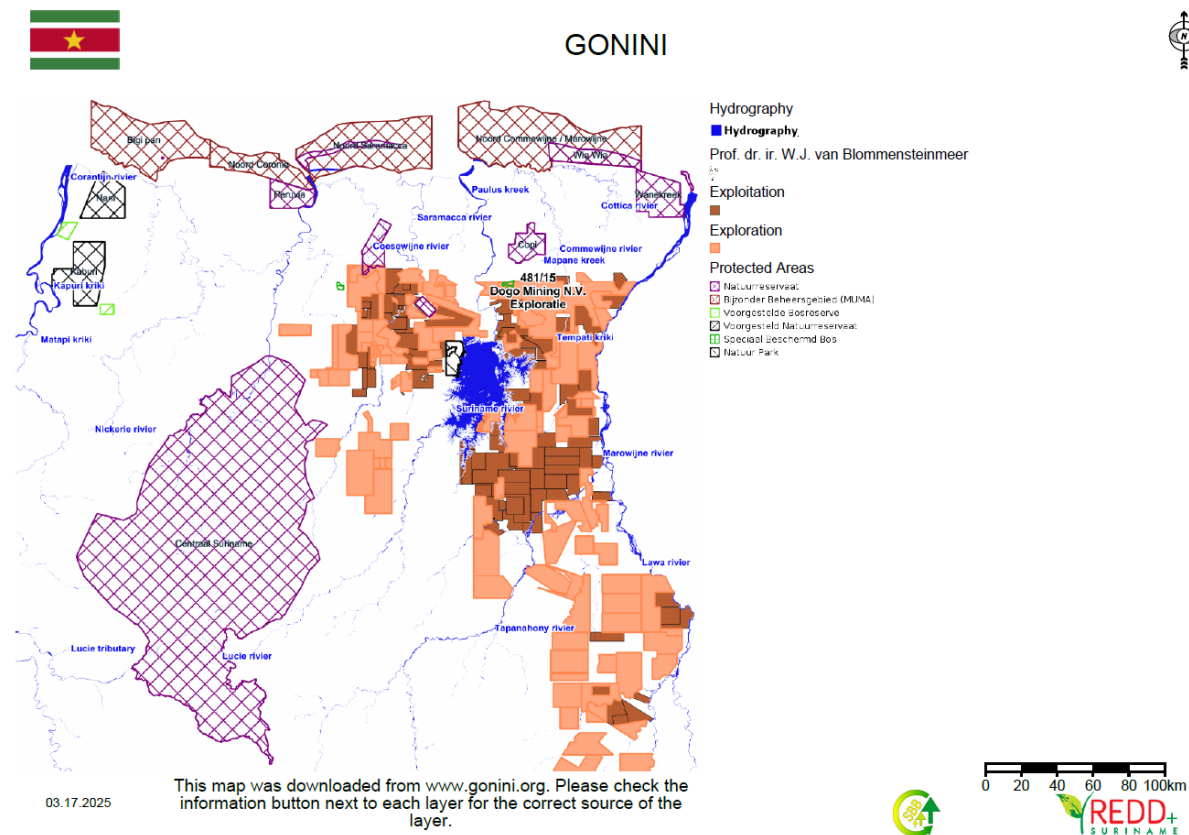 GONINI
N
Hydrography
Hydrography
Prof. dr. ir. W.J. van Blommensteinmeer
Exploitation
Exploration
Protected Areas
Natuurreservaat
Bijzonder Beheersgebied (MUMA)
Voorgestelde Bosreserve
Voorgesteld Natuurreservaat
Speciaal Beschermd Bos
Natuur Park
Bigi pan
Noord Coronie
Noord Saramacca
Noord Commewijne / Marowijne
Wia Wia
Corantijn rivier
Nani
Peruvia
Paulus kreek
Wanekreek
Cottica rivier
Saramacca rivier
Coesewijne rivier
Copi
Commewijne rivier
Mapane kreek
Kaburi
Kapuri kriki
481/15
Dogo Mining N.V.
Exploratie
Matapi kriki
Tempati kriki
Suriname rivier
Nickerie rivier
Marowijne rivier
Centraal Suriname
Lawa rivier
Tapanahony rivier
Lucie tributary
Lucie rivier
This map was downloaded from www.gonini.org. Please check the
information button next to each layer for the correct source of the
layer.
03.17.2025
0 20 40 60 80 100km
SBB
REDD+
SURINAME